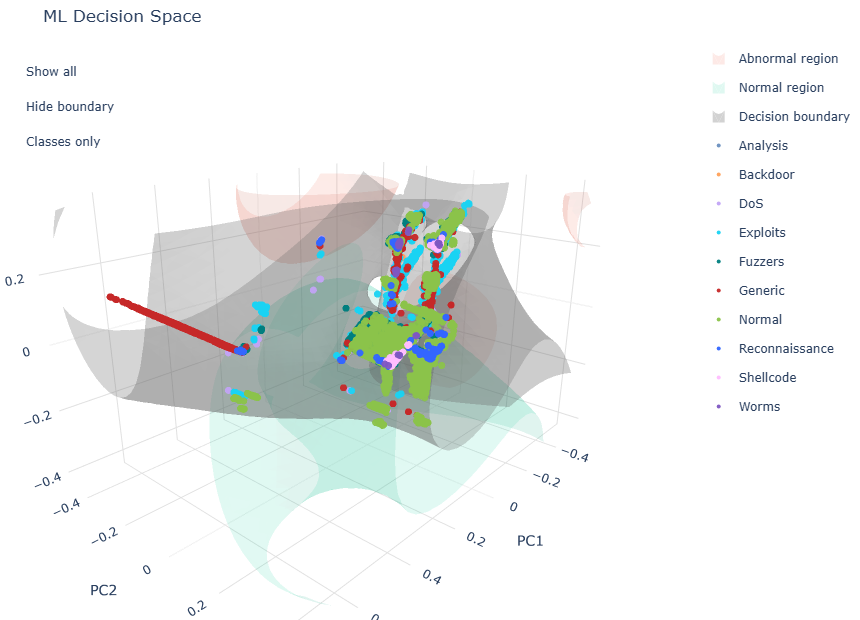 ML Decision Space
Show all
Hide boundary
Classes only
Abnormal region
Normal region
Decision boundary
Analysis
Backdoor
DoS
Exploits
Fuzzers
Generic
Normal
Reconnaissance
Shellcode
Worms
0.2
0
−0.2
−0.4
−0.4
−0.2
0
0.2
PC2
−0.4
−0.2
0
0.2
0.4
PC1